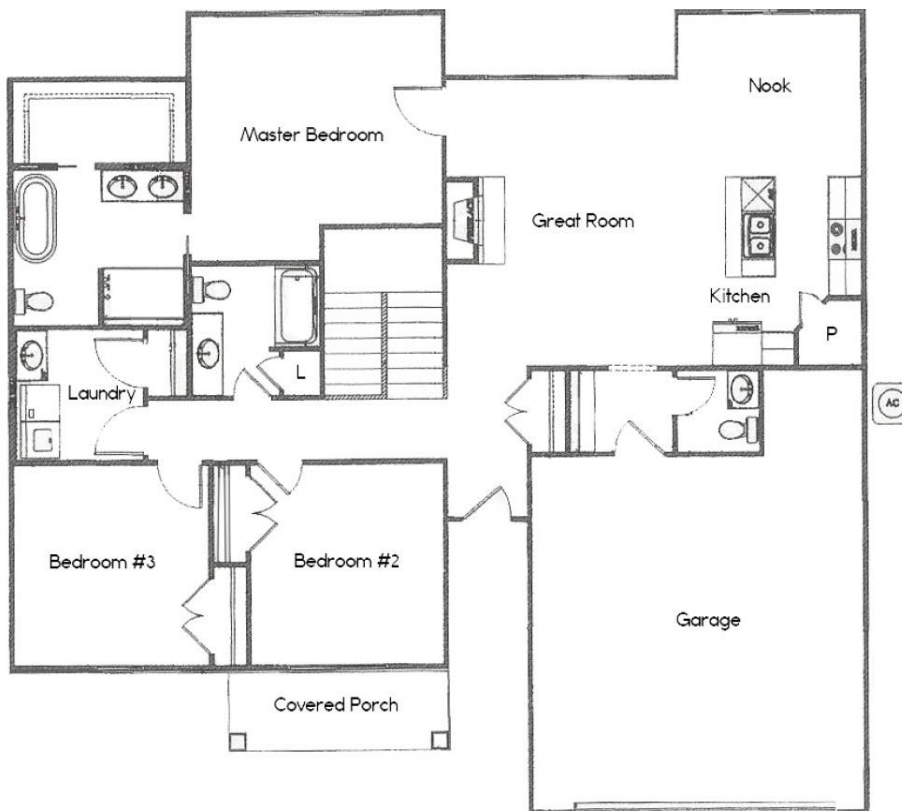 Nook
Master Bedroom
Great Room
Kitchen
P
L
Laundry
AC
Bedroom #3
Bedroom #2
Garage
Covered Porch